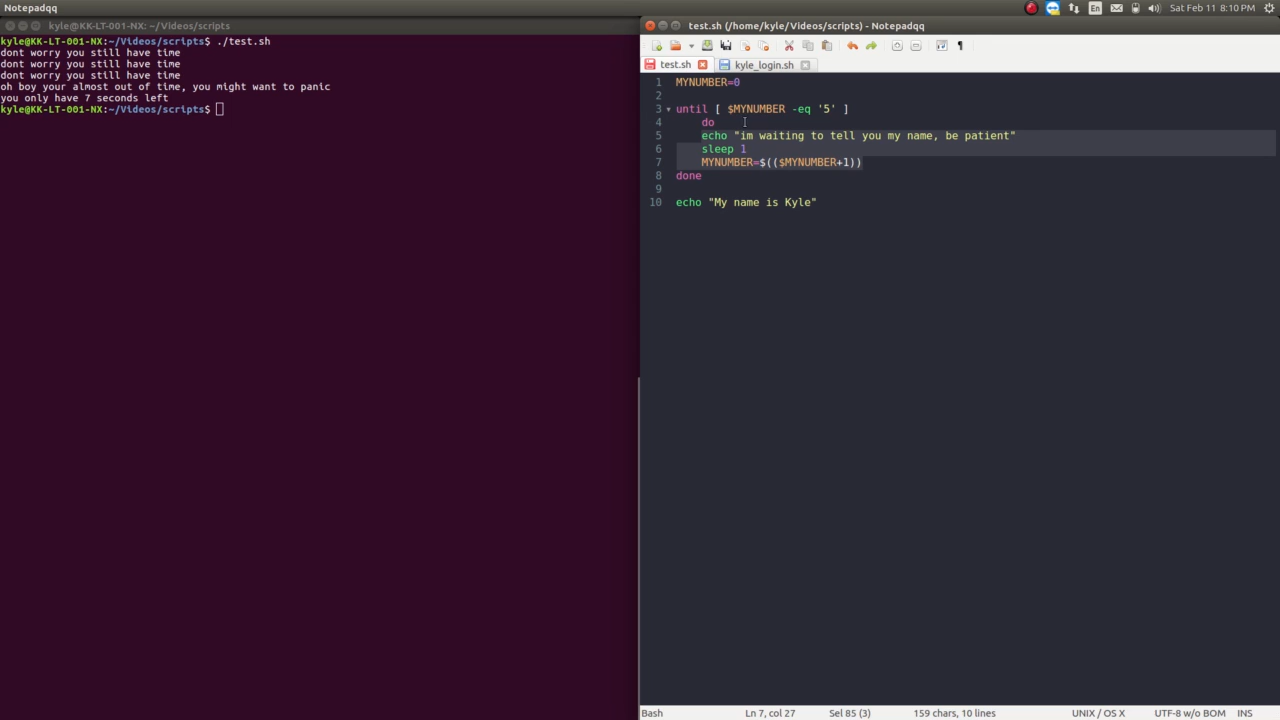 Notepadqq
En
Sat Feb 11 8:10 PM
kyle@KK-LT-001-NX: ~/Videos/scripts
kyle@KK-LT-001-NX:~/Videos/scripts$ ./test.sh
dont worry you still have time
dont worry you still have time
dont worry you still have time
oh boy your almost out of time, you might want to panic
you only have 7 seconds left
kyle@KK-LT-001-NX:~/Videos/scripts$
test.sh (/home/kyle/Videos/scripts) - Notepadqq
test.sh
kyle_login.sh
1 MYNUMBER=0
2
3 until [ $MYNUMBER -eq '5' ]
4 do
5 echo "im waiting to tell you my name, be patient"
6 sleep 1
7 MYNUMBER=$(($MYNUMBER+1))
8 done
9
10 echo "My name is Kyle"
Bash
Ln 7, col 27
Sel 85 (3)
159 chars, 10 lines
UNIX / OS X
UTF-8 w/o BOM
INS